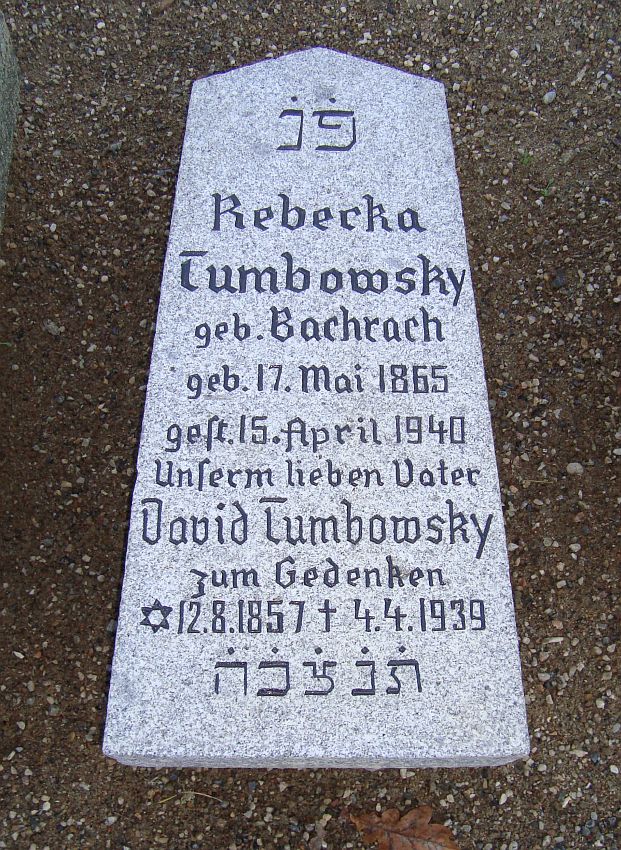 פ̇נ̇
Rebecka
Tumbowsky
geb. Bachrach
geb. 17. Mai 1865
geſt. 15. April 1940
Unſerm lieben Vater
David Tumbowsky
zum Gedenken
✡ 12.8.1857 † 4.4.1939
ת̇נ̇צ̇ב̇ה̇